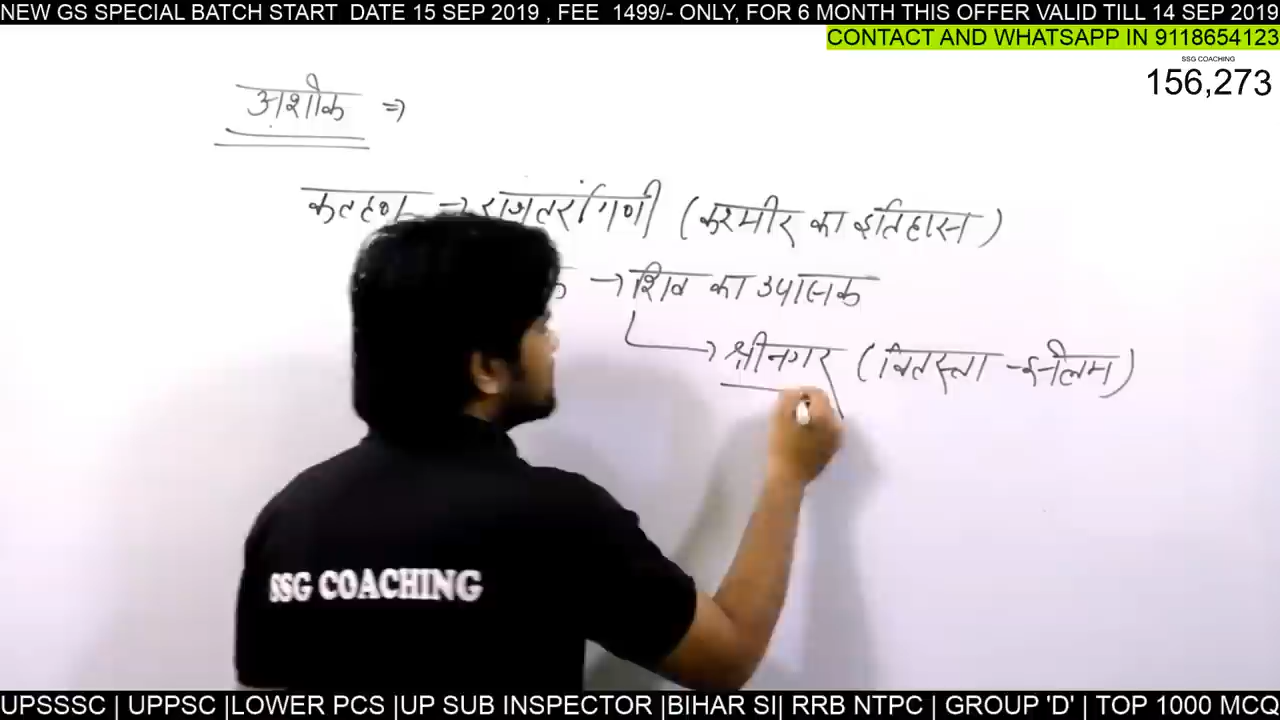 NEW GS SPECIAL BATCH START DATE 15 SEP 2019 , FEE 1499/- ONLY, FOR 6 MONTH THIS OFFER VALID TILL 14 SEP 2019
CONTACT AND WHATSAPP IN 9118654123
SSG COACHING
156,273
अशोक ⇒
कल्हण → राजतरंगिणी (कश्मीर का इतिहास)
→ शिव का उपासक
→ श्रीनगर (वितस्ता - झेलम)
SSG COACHING
UPSSSC | UPPSC |LOWER PCS |UP SUB INSPECTOR |BIHAR SI| RRB NTPC | GROUP 'D' | TOP 1000 MCQ